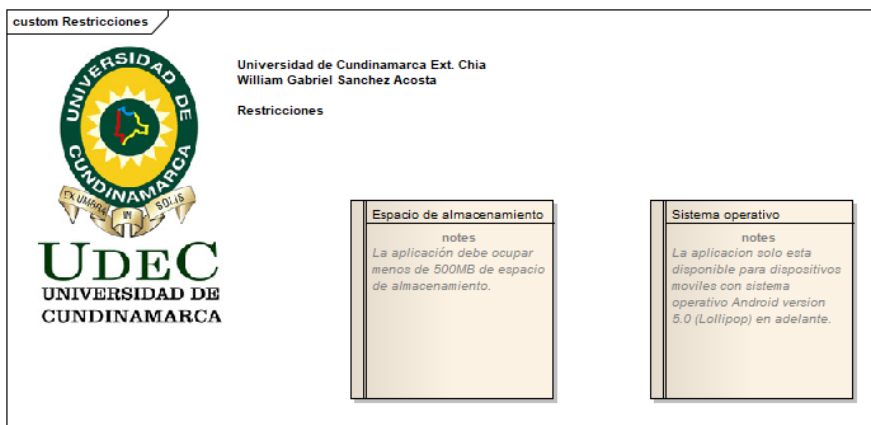 custom Restricciones
UNIVERSIDAD DE CUNDINAMARCA
EX UMBRA IN SOLIS
UDEC
UNIVERSIDAD DE
CUNDINAMARCA
Universidad de Cundinamarca Ext. Chia
William Gabriel Sanchez Acosta
Restricciones
Espacio de almacenamiento
notes
La aplicación debe ocupar
menos de 500MB de espacio
de almacenamiento.
Sistema operativo
notes
La aplicacion solo esta
disponible para dispositivos
moviles con sistema
operativo Android version
5.0 (Lollipop) en adelante.